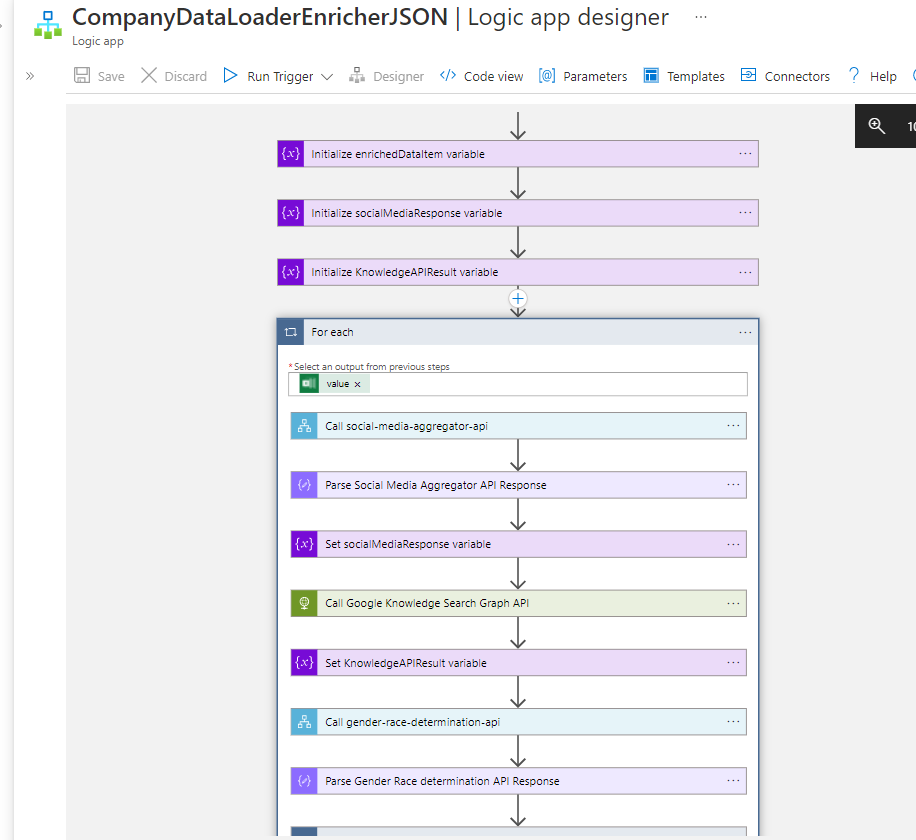 CompanyDataLoaderEnricherJSON | Logic app designer ...
Logic app
» Save Discard Run Trigger Designer </> Code view [@] Parameters Templates Connectors ? Help
{x} Initialize enrichedDataItem variable ...
{x} Initialize socialMediaResponse variable ...
{x} Initialize KnowledgeAPIResult variable ...
+
For each ...
* Select an output from previous steps
value x
Call social-media-aggregator-api ...
Parse Social Media Aggregator API Response ...
{x} Set socialMediaResponse variable ...
Call Google Knowledge Search Graph API ...
{x} Set KnowledgeAPIResult variable ...
Call gender-race-determination-api ...
Parse Gender Race determination API Response ...